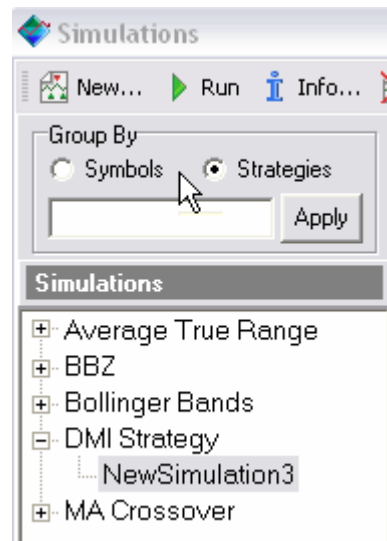 Simulations
New... Run Info...
Group By
Symbols Strategies
Apply
Simulations
Average True Range
BBZ
Bollinger Bands
DMI Strategy
NewSimulation3
MA Crossover